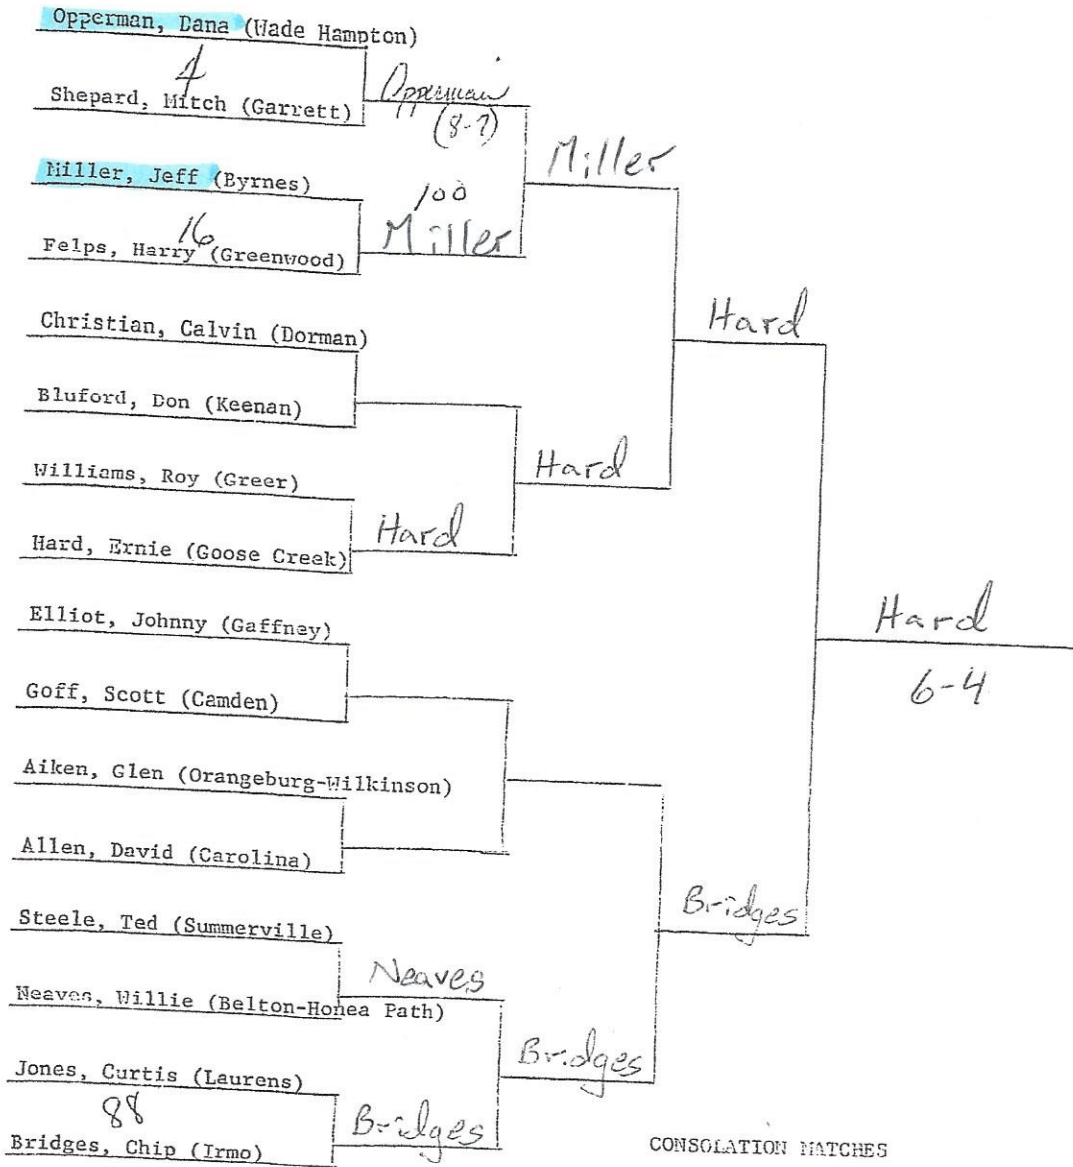 Opperman, Dana (Wade Hampton)
4
Shepard, Mitch (Garrett)
Opperman
(8-7)
Miller, Jeff (Byrnes)
16
Felps, Harry (Greenwood)
100
Miller
Miller
Christian, Calvin (Dorman)
Bluford, Don (Keenan)
Williams, Roy (Greer)
Hard, Ernie (Goose Creek)
Hard
Hard
Hard
Elliot, Johnny (Gaffney)
Goff, Scott (Camden)
Aiken, Glen (Orangeburg-Wilkinson)
Allen, David (Carolina)
Steele, Ted (Summerville)
Neaves, Willie (Belton-Honea Path)
Neaves
Jones, Curtis (Laurens)
88
Bridges, Chip (Irmo)
Bridges
Bridges
Bridges
Hard
6-4
CONSOLATION MATCHES